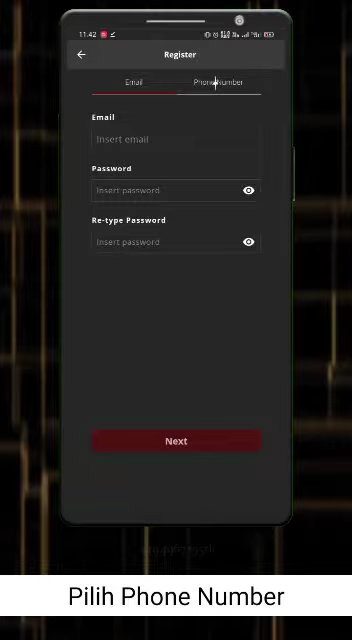 11.42
Register
Email Phone Number
Email
Insert email
Password
Insert password
Re-type Password
Insert password
Next
Pilih Phone Number